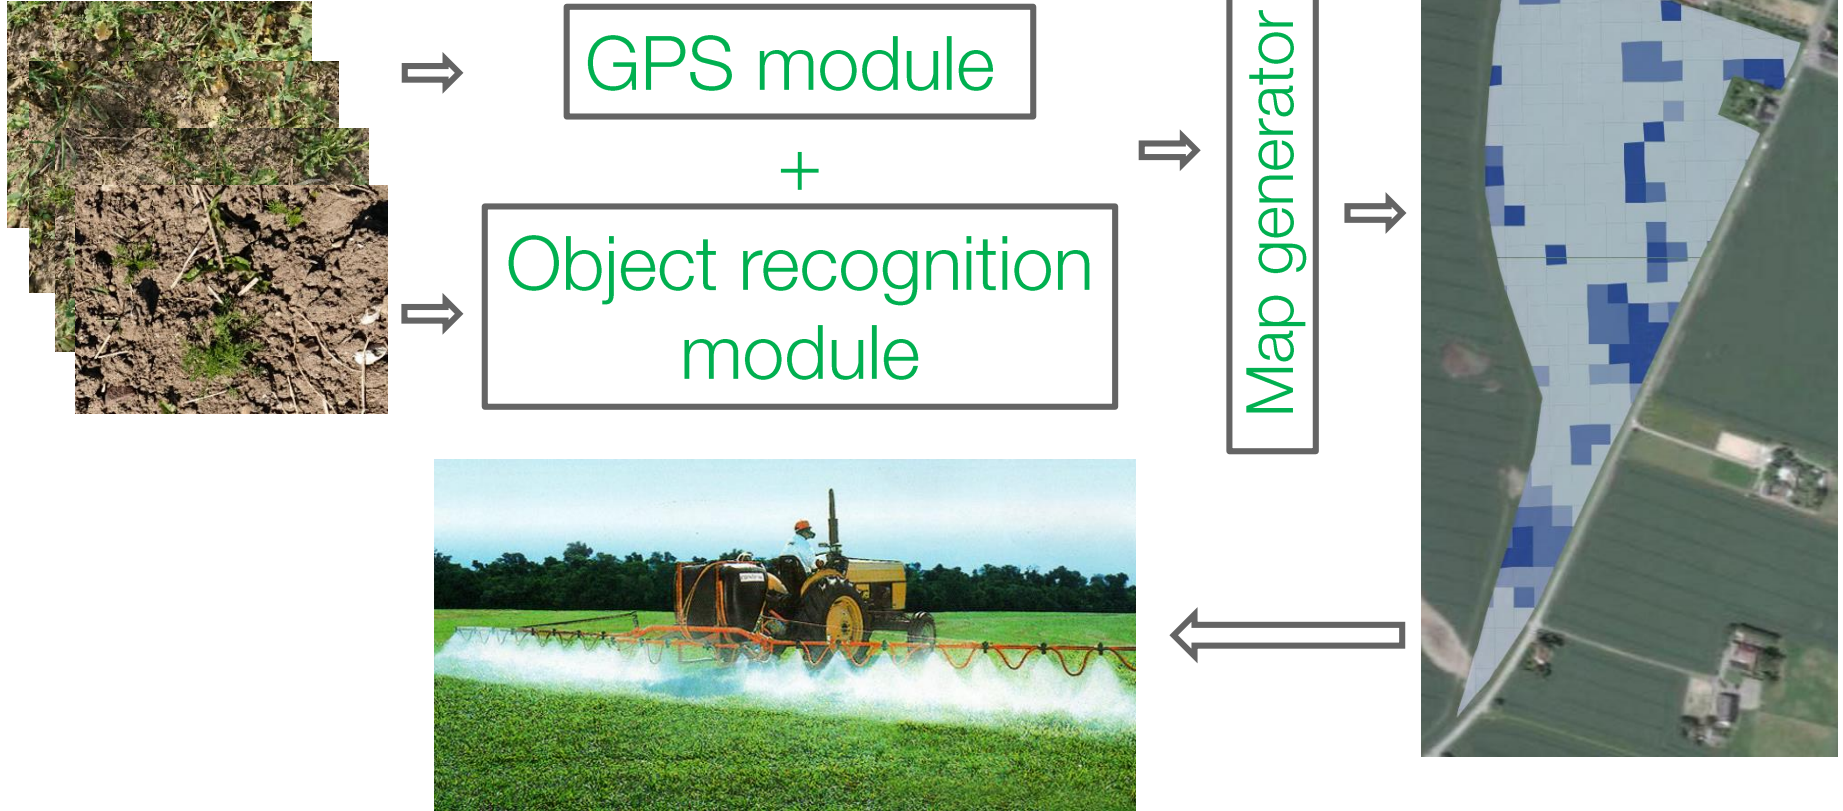 GPS module
+
Object recognition
module
Map generator